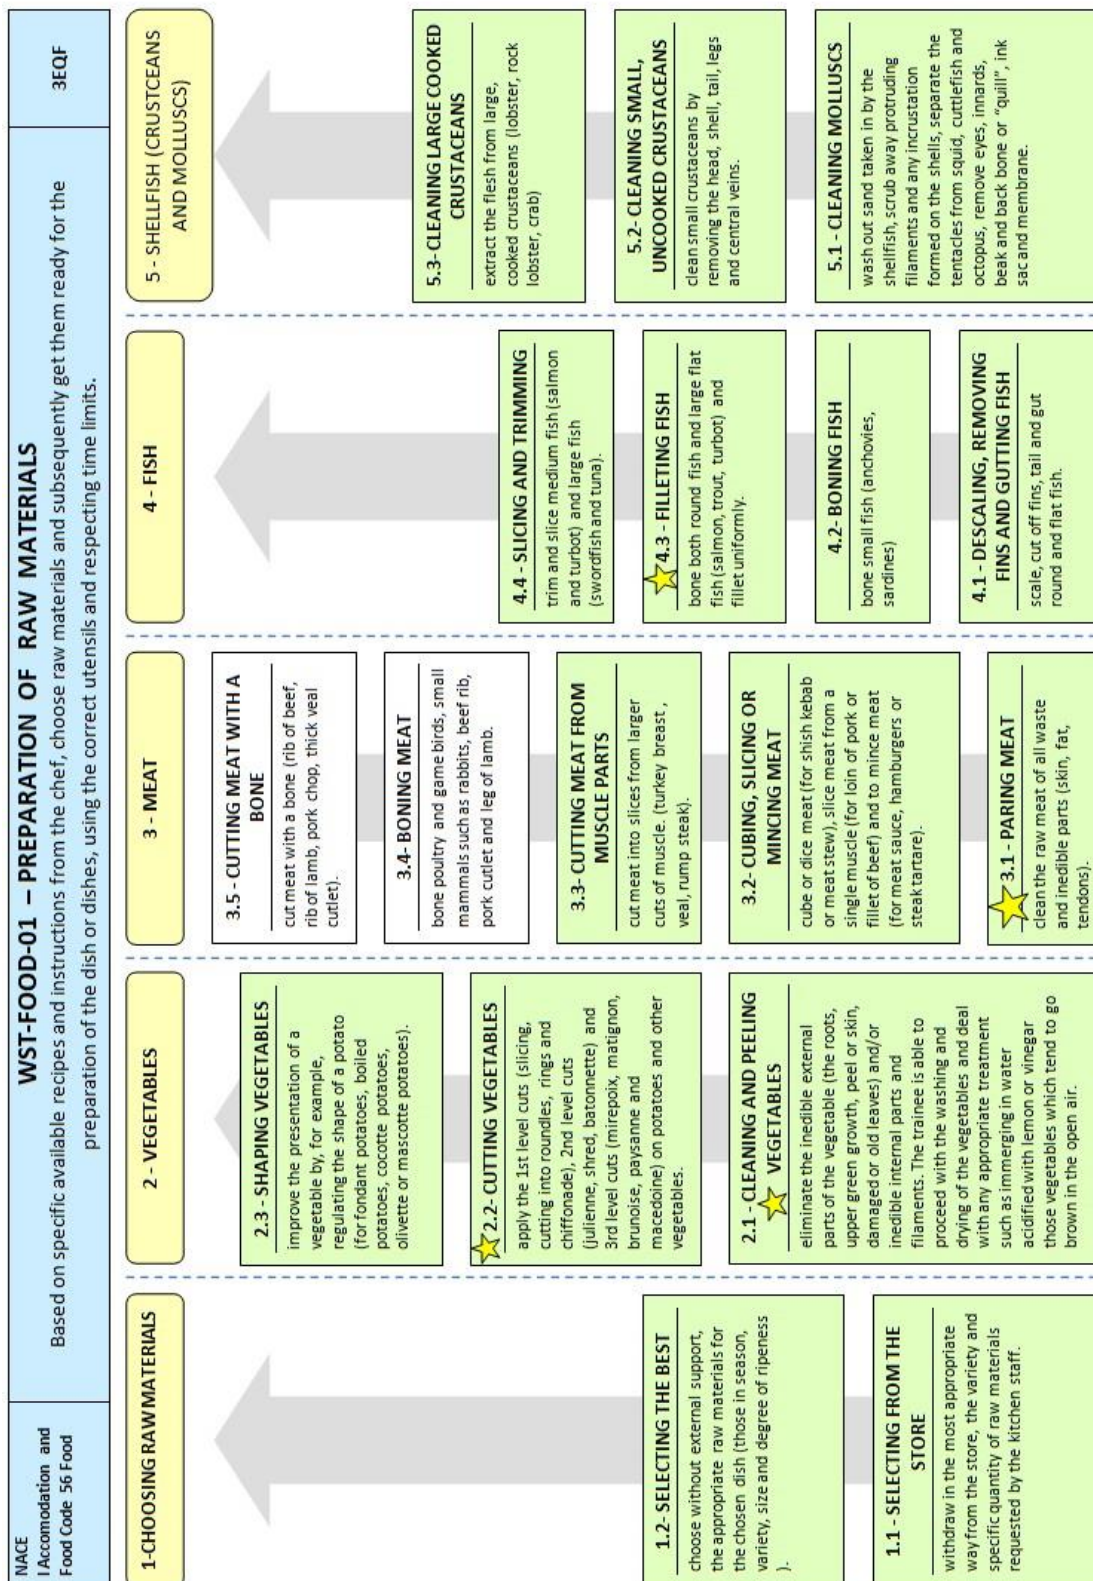 NACE
I Accomodation and
Food Code 56 Food
WST-FOOD-01 – PREPARATION OF RAW MATERIALS
Based on specific available recipes and instructions from the chef, choose raw materials and subsequently get them ready for the
preparation of the dish or dishes, using the correct utensils and respecting time limits.
3EQF
1-CHOOSING RAW MATERIALS
1.2- SELECTING THE BEST
choose without external support,
the appropriate raw materials for
the chosen dish (those in season,
variety, size and degree of ripeness
).
1.1 - SELECTING FROM THE
STORE
withdraw in the most appropriate
way from the store, the variety and
specific quantity of raw materials
requested by the kitchen staff.
2 - VEGETABLES
2.3 - SHAPING VEGETABLES
improve the presentation of a
vegetable by, for example,
regulating the shape of a potato
(for fondant potatoes, boiled
potatoes, cocotte potatoes,
olivette or mascotte potatoes).
2.2- CUTTING VEGETABLES
apply the 1st level cuts (slicing,
cutting into roundles, rings and
chiffonade), 2nd level cuts
(julienne, shred, batonnette) and
3rd level cuts (mirepoix, matignon,
brunoise, paysanne and
macedoine) on potatoes and other
vegetables.
2.1 - CLEANING AND PEELING
VEGETABLES
eliminate the inedible external
parts of the vegetable (the roots,
upper green growth, peel or skin,
damaged or old leaves) and/or
inedible internal parts and
filaments. The trainee is able to
proceed with the washing and
drying of the vegetables and deal
with any appropriate treatment
such as immerging in water
acidified with lemon or vinegar
those vegetables which tend to go
brown in the open air.
3 - MEAT
3.5 - CUTTING MEAT WITH A
BONE
cut meat with a bone (rib of beef,
rib of lamb, pork chop, thick veal
cutlet).
3.4- BONING MEAT
bone poultry and game birds, small
mammals such as rabbits, beef rib,
pork cutlet and leg of lamb.
3.3- CUTTING MEAT FROM
MUSCLE PARTS
cut meat into slices from larger
cuts of muscle. (turkey breast ,
veal, rump steak).
3.2- CUBING, SLICING OR
MINCING MEAT
cube or dice meat (for shish kebab
or meat stew), slice meat from a
single muscle (for loin of pork or
fillet of beef) and to mince meat
(for meat sauce, hamburgers or
steak tartare).
3.1 - PARING MEAT
clean the raw meat of all waste
and inedible parts (skin, fat,
tendons).
4 - FISH
4.4 - SLICING AND TRIMMING
trim and slice medium fish (salmon
and turbot) and large fish
(swordfish and tuna).
4.3 - FILLETING FISH
bone both round fish and large flat
fish (salmon, trout, turbot) and
fillet uniformly.
4.2- BONING FISH
bone small fish (anchovies,
sardines)
4.1 - DESCALING, REMOVING
FINS AND GUTTING FISH
scale, cut off fins, tail and gut
round and flat fish.
5 - SHELLFISH (CRUSTCEANS
AND MOLLUSCS)
5.3- CLEANING LARGE COOKED
CRUSTACEANS
extract the flesh from large,
cooked crustaceans (lobster, rock
lobster, crab)
5.2- CLEANING SMALL,
UNCOOKED CRUSTACEANS
clean small crustaceans by
removing the head, shell, tail, legs
and central veins.
5.1 - CLEANING MOLLUSCS
wash out sand taken in by the
shellfish, scrub away protruding
filaments and any incrustation
formed on the shells, separate the
tentacles from squid, cuttlefish and
octopus, remove eyes, innards,
beak and back bone or “quill”, ink
sac and membrane.